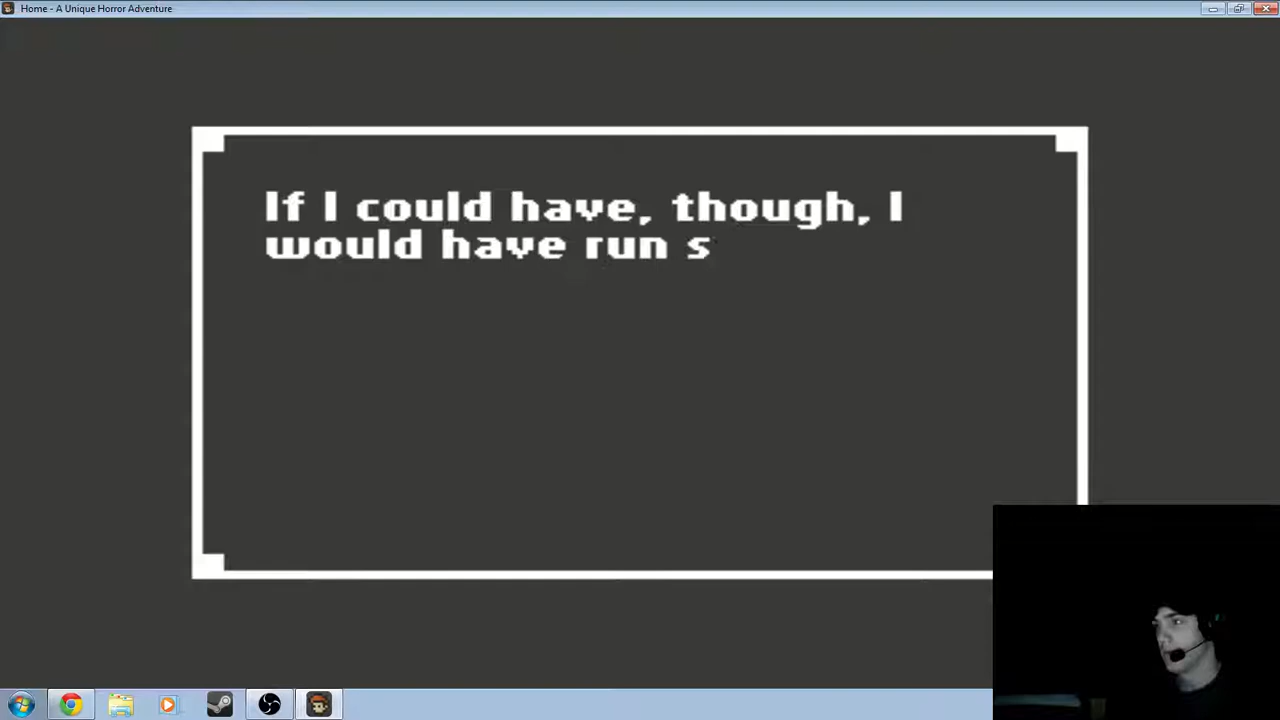 Home - A Unique Horror Adventure
If I could have, though, I
would have run s